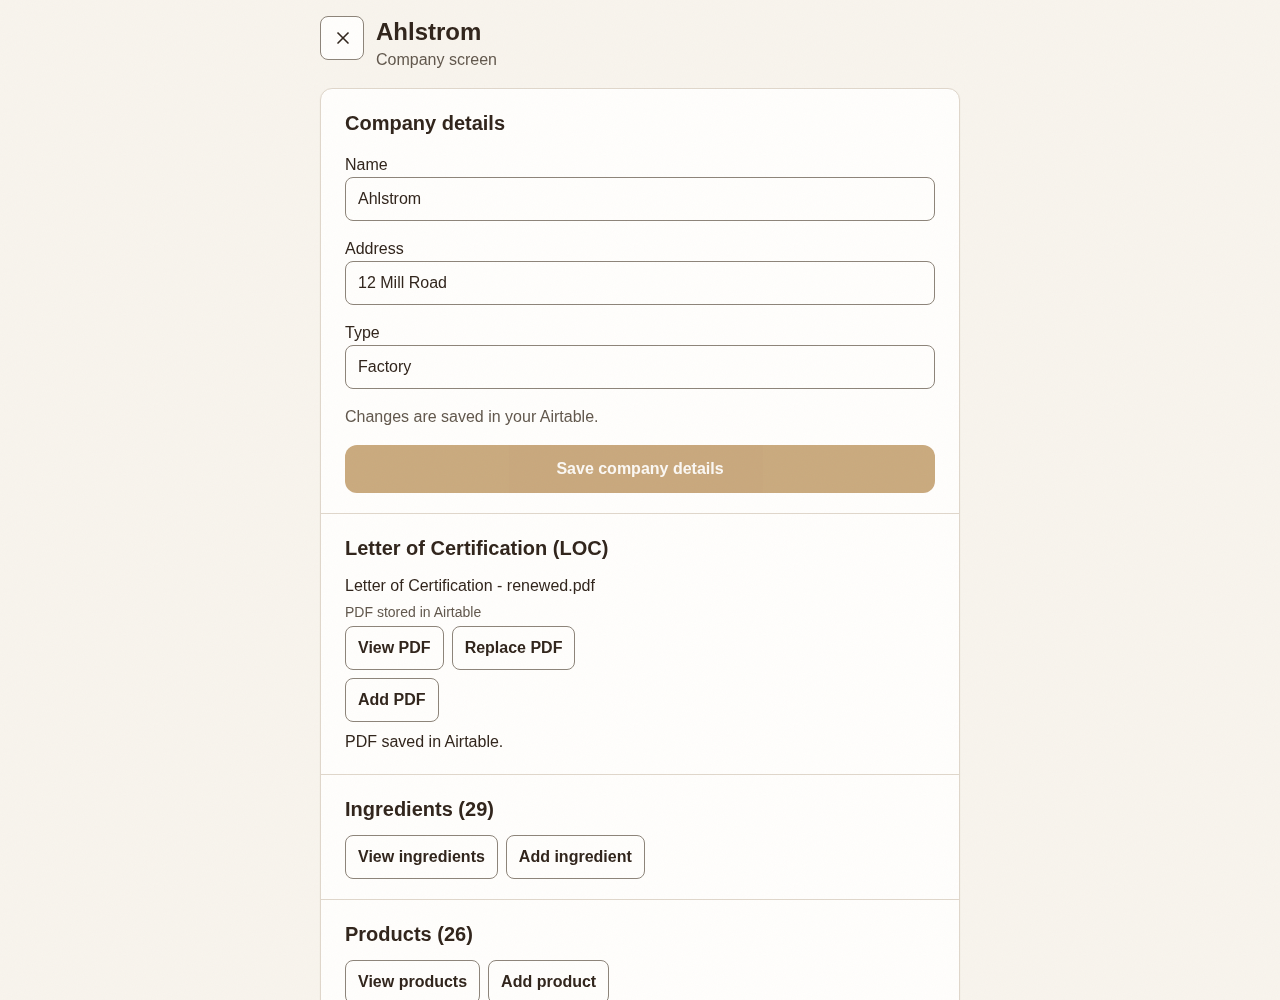 Ahlstrom
Company screen
Company details
Name
Ahlstrom
Address
12 Mill Road
Type
Factory
Changes are saved in your Airtable.
Save company details
Letter of Certification (LOC)
Letter of Certification - renewed.pdf
PDF stored in Airtable
View PDF Replace PDF
Add PDF
PDF saved in Airtable.
Ingredients (29)
View ingredients Add ingredient
Products (26)
View products Add product